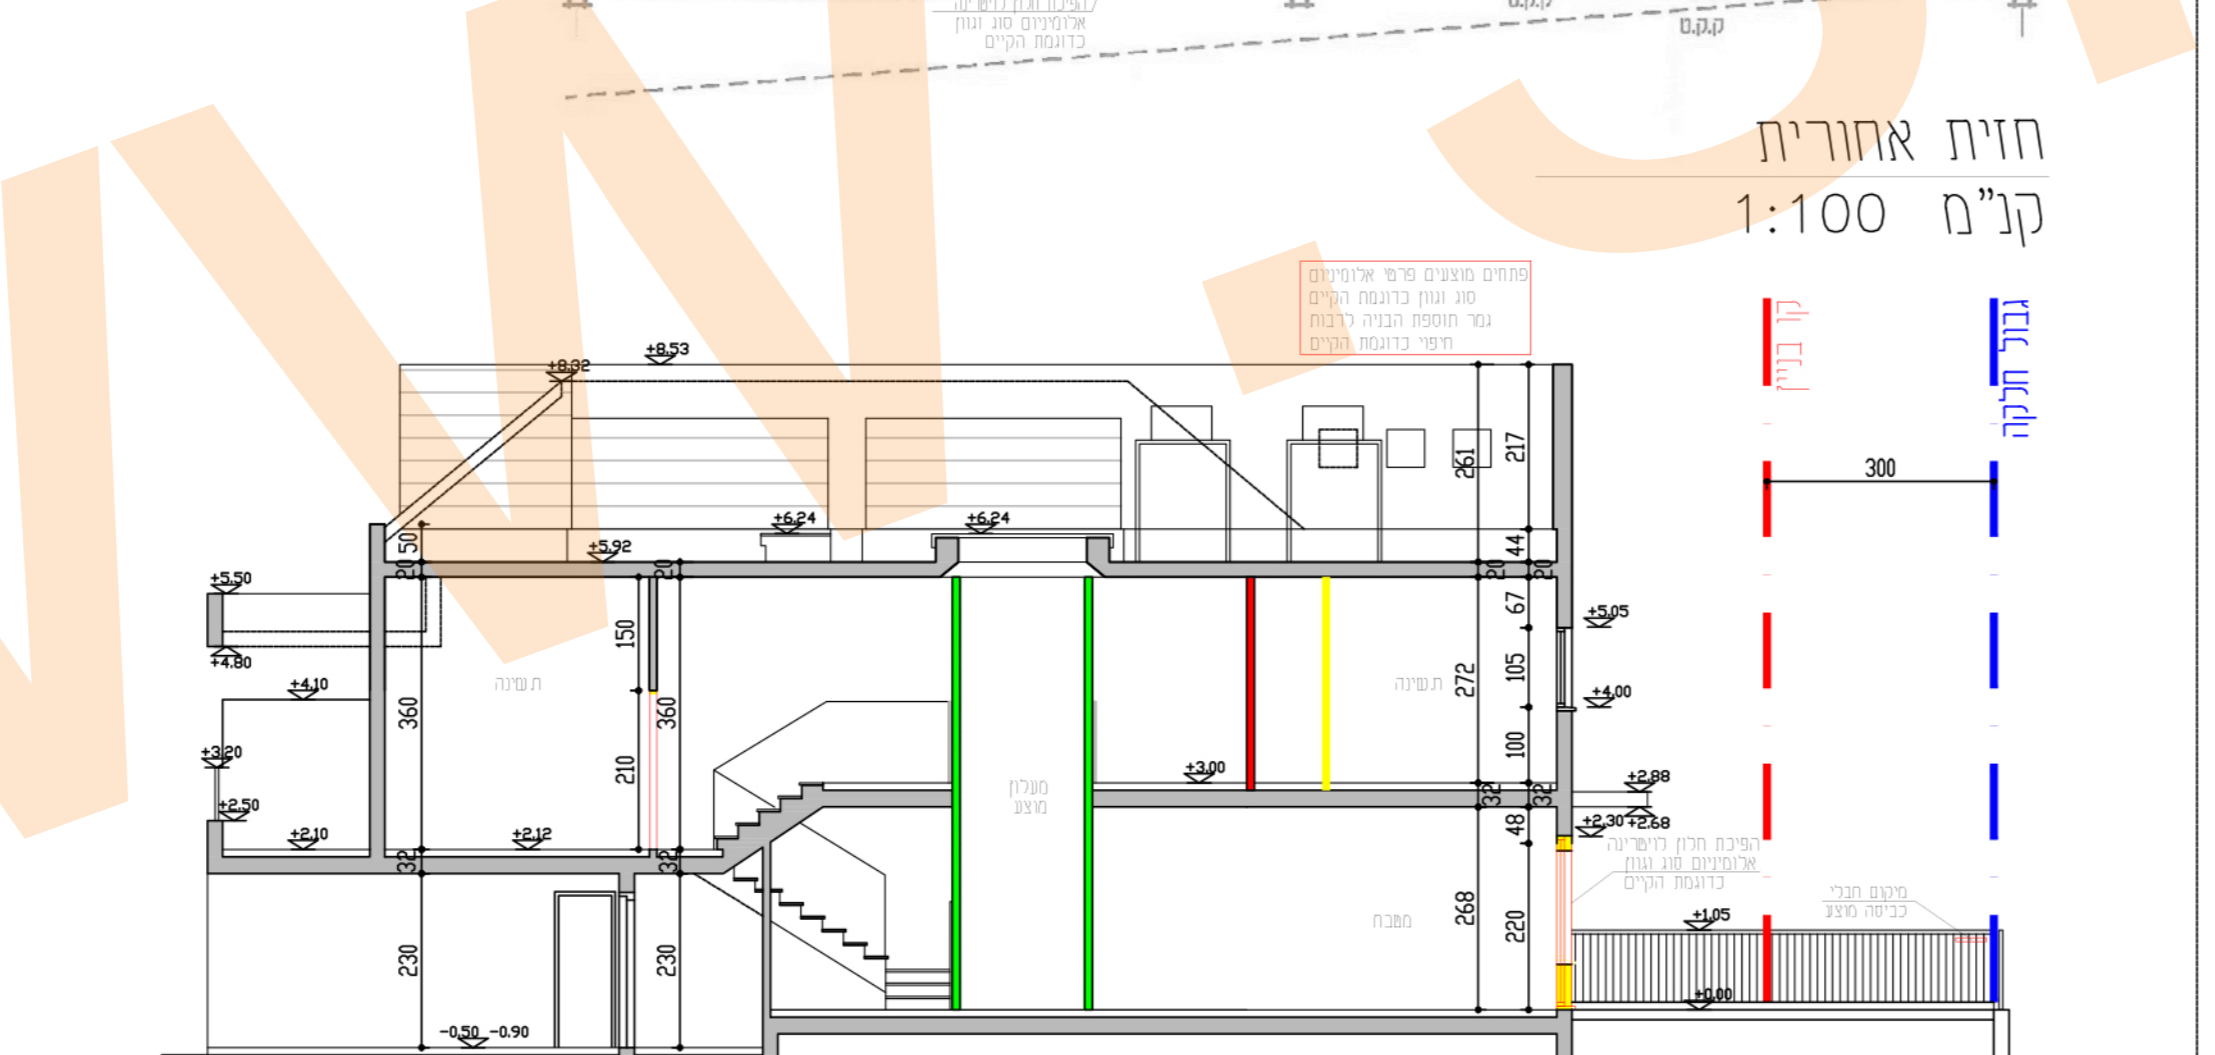 הפיכת חלון לויטרינה
אלומיניום סוג וגוון
כדוגמת הקיים
ק.ק.ט
ק.ק.ט
חזית אחורית
קנ"מ 1:100
פתחים מוצעים פרטי אלומיניום
סוג וגוון כדוגמת הקיים
גמר תוספת הבניה לרבות
חיפוי כדוגמת הקיים
קו בניין
גבול חלקה
300
+8.53
+8.32
261
217
+6.24
+6.24
+5.92
50
20
20
44
20
20
+5.50
+4.80
+4.10
+3.20
+2.50
+2.10
+2.12
360
150
360
210
32
32
230
230
-0.50 -0.90
שינה
שינה
מעלון
מוצע
+3.00
67
105
272
100
32
32
48
268
220
מטבח
+5.05
+4.00
+2.88
+2.30 +2.68
הפיכת חלון לויטרינה
אלומיניום סוג וגוון
כדוגמת הקיים
מיקום חבלי
כביסה מוצע
+1.05
+0.00